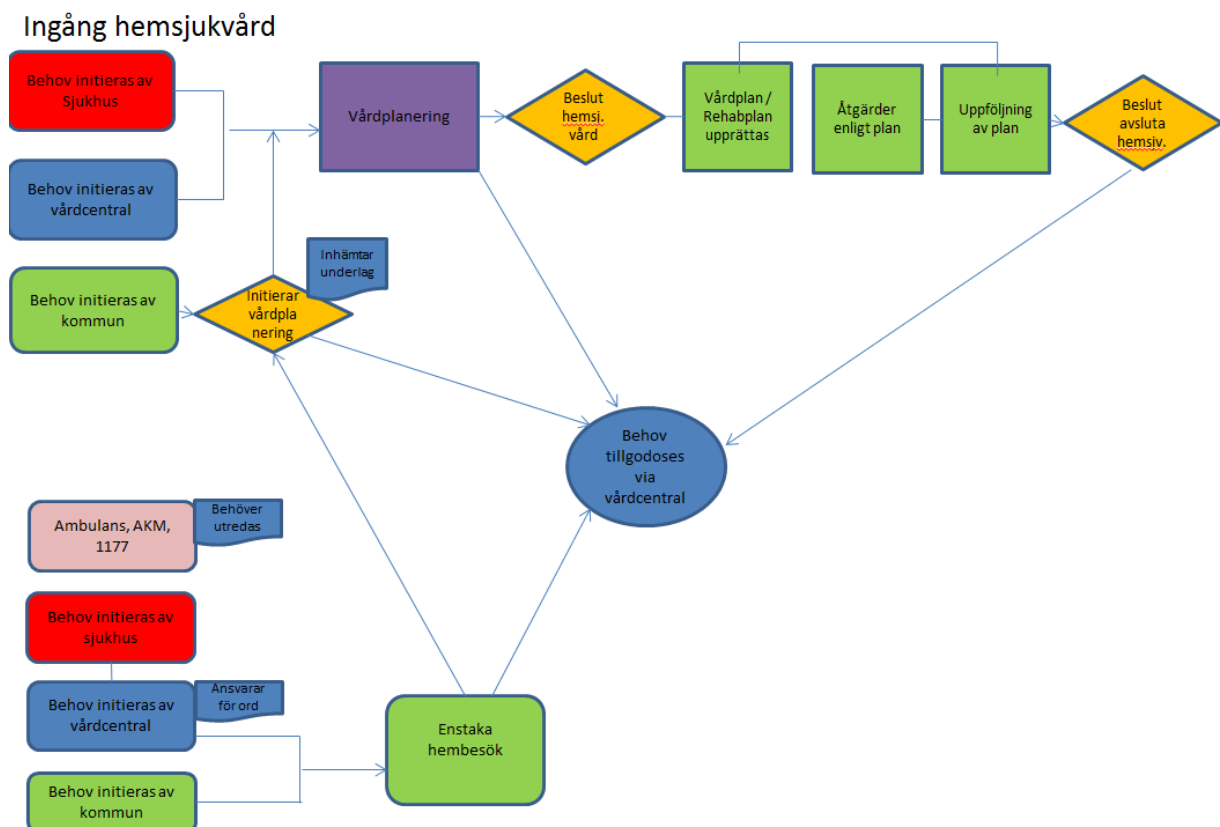 Ingång hemsjukvård
Behov initieras av
Sjukhus
Vårdplanering
Beslut
hemsj.
vård
Vårdplan /
Rehabplan
upprättas
Åtgärder
enligt plan
Uppföljning
av plan
Beslut
avsluta
hemsjv.
Behov initieras av
vårdcentral
Inhämtar
underlag
Behov initieras av
kommun
Initierar
vårdpla
nering
Behov
tillgodoses
via
vårdcentral
Ambulans, AKM,
1177
Behöver
utredas
Behov initieras av
sjukhus
Behov initieras av
vårdcentral
Ansvarar
för ord
Enstaka
hembesök
Behov initieras av
kommun